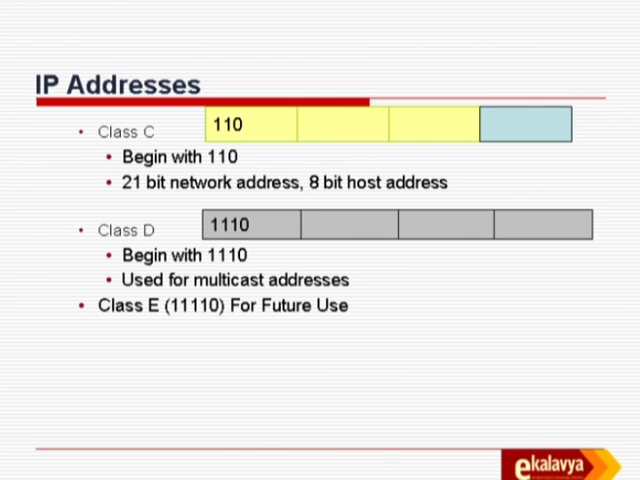 IP Addresses
• Class C 110
• Begin with 110
• 21 bit network address, 8 bit host address
• Class D 1110
• Begin with 1110
• Used for multicast addresses
• Class E (11110) For Future Use
ekalavya